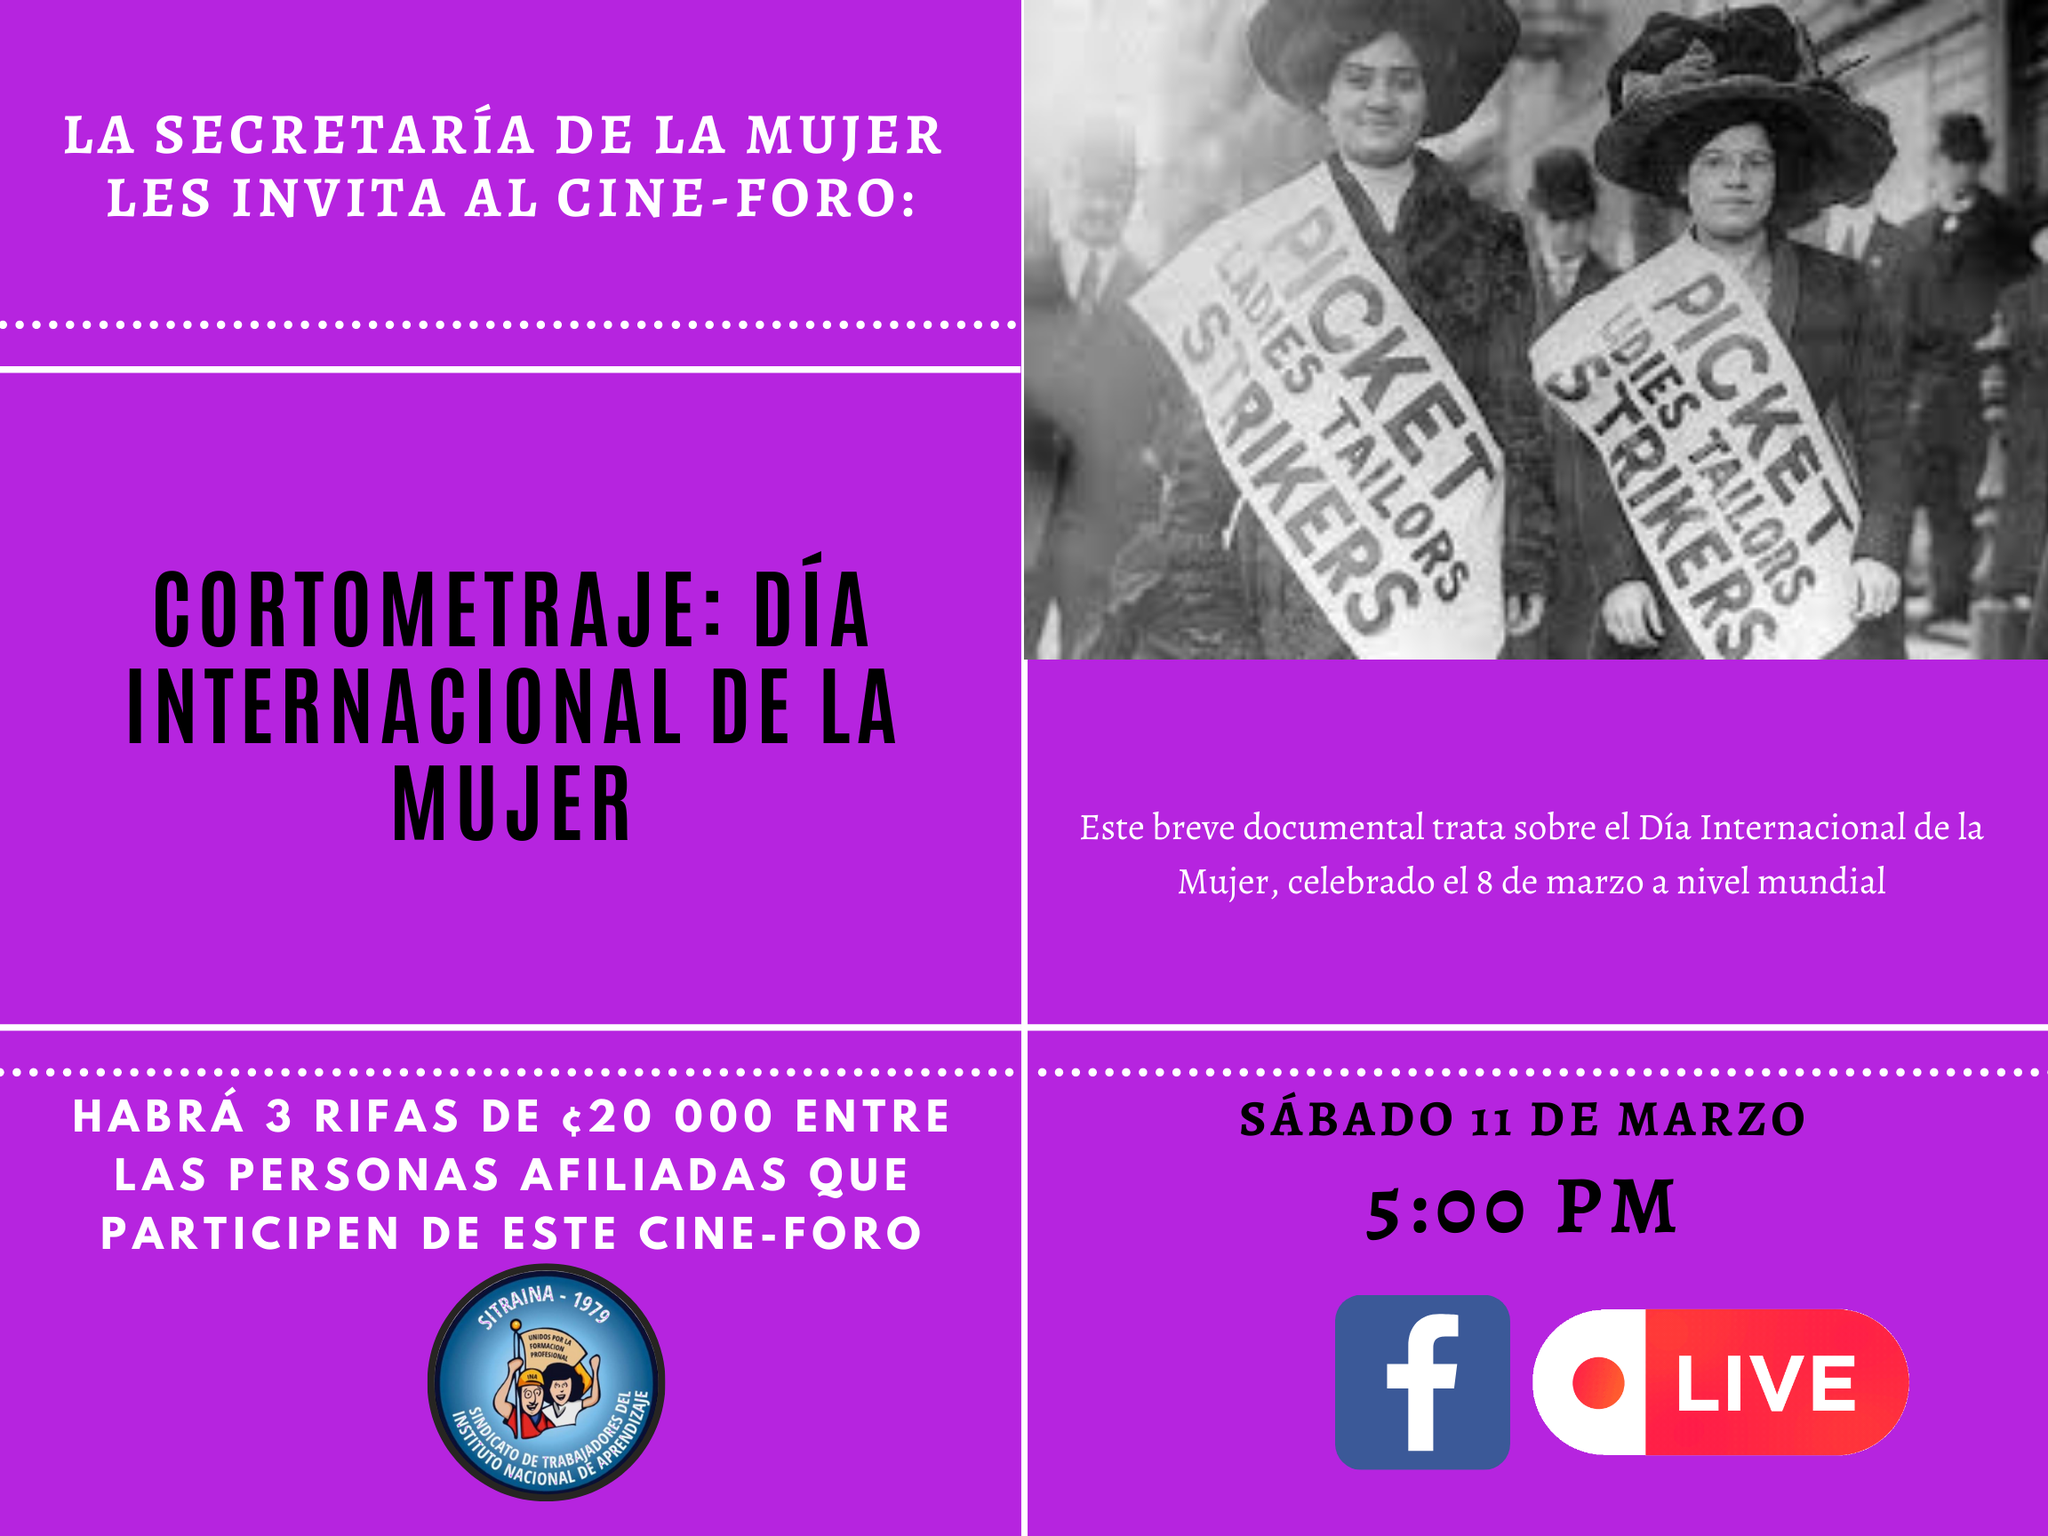 LA SECRETARÍA DE LA MUJER
LES INVITA AL CINE-FORO:
PICKET
LADIES TAILORS
STRIKERS
PICKET
LADIES TAILORS
STRIKERS
CORTOMETRAJE: DÍA
INTERNACIONAL DE LA
MUJER
Este breve documental trata sobre el Día Internacional de la
Mujer, celebrado el 8 de marzo a nivel mundial
HABRÁ 3 RIFAS DE ¢20 000 ENTRE
LAS PERSONAS AFILIADAS QUE
PARTICIPEN DE ESTE CINE-FORO
SITRAINA - 1979
UNIDOS POR LA
FORMACION
PROFESIONAL
INA
SINDICATO DE TRABAJADORES DEL
INSTITUTO NACIONAL DE APRENDIZAJE
SÁBADO 11 DE MARZO
5:00 PM
f
LIVE